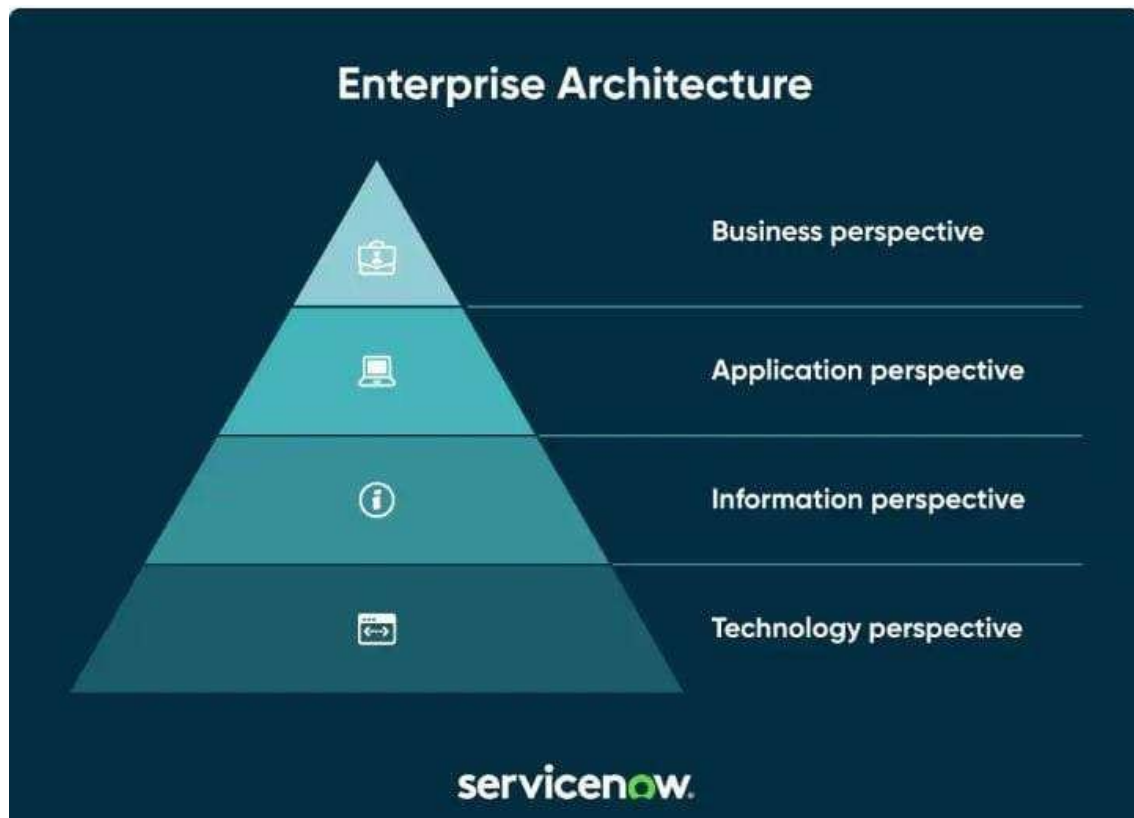 Enterprise Architecture
Business perspective
Application perspective
Information perspective
Technology perspective
servicenow.